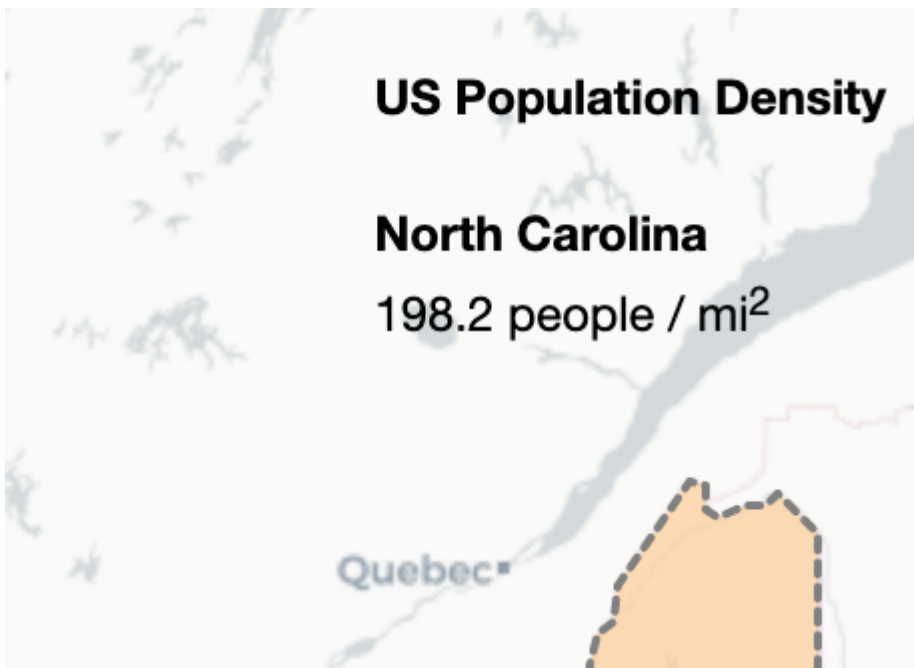 US Population Density
North Carolina
198.2 people / mi²
Quebec